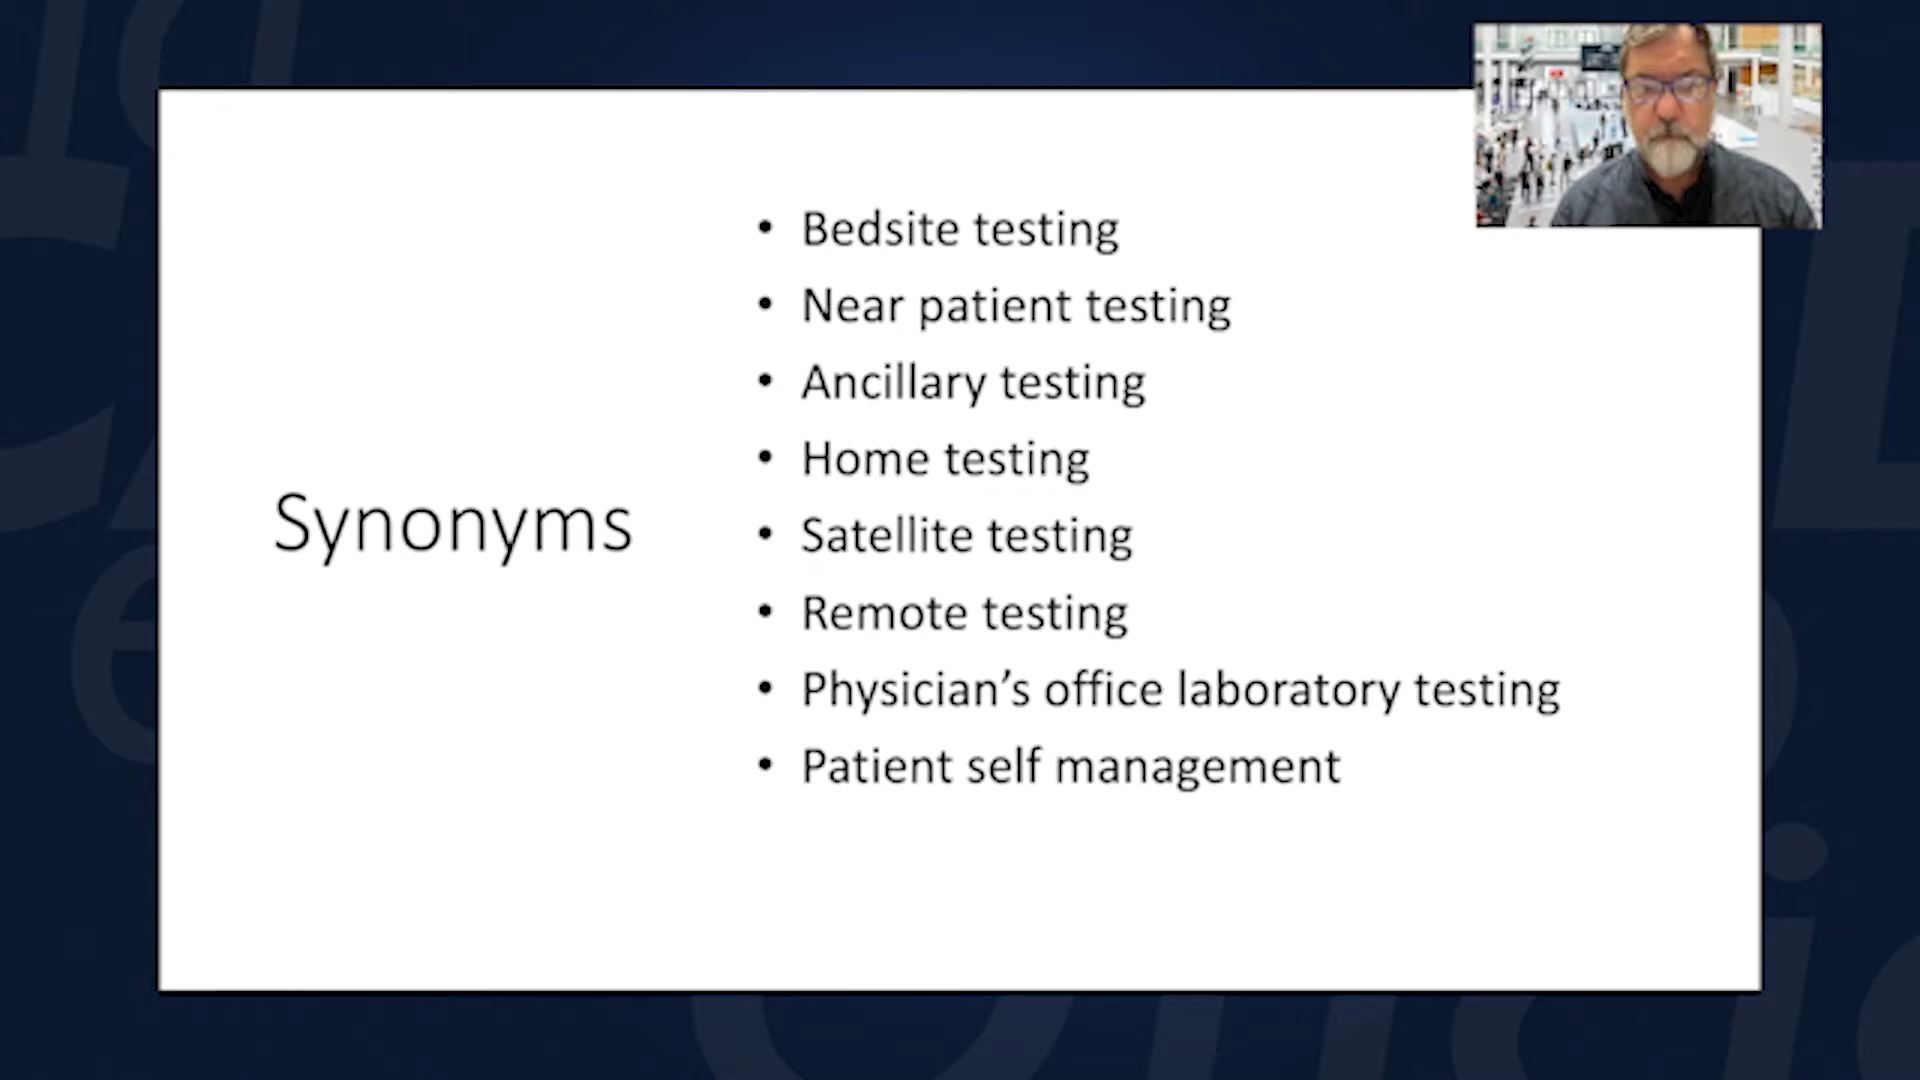 Synonyms
• Bedsite testing
• Near patient testing
• Ancillary testing
• Home testing
• Satellite testing
• Remote testing
• Physician’s office laboratory testing
• Patient self management